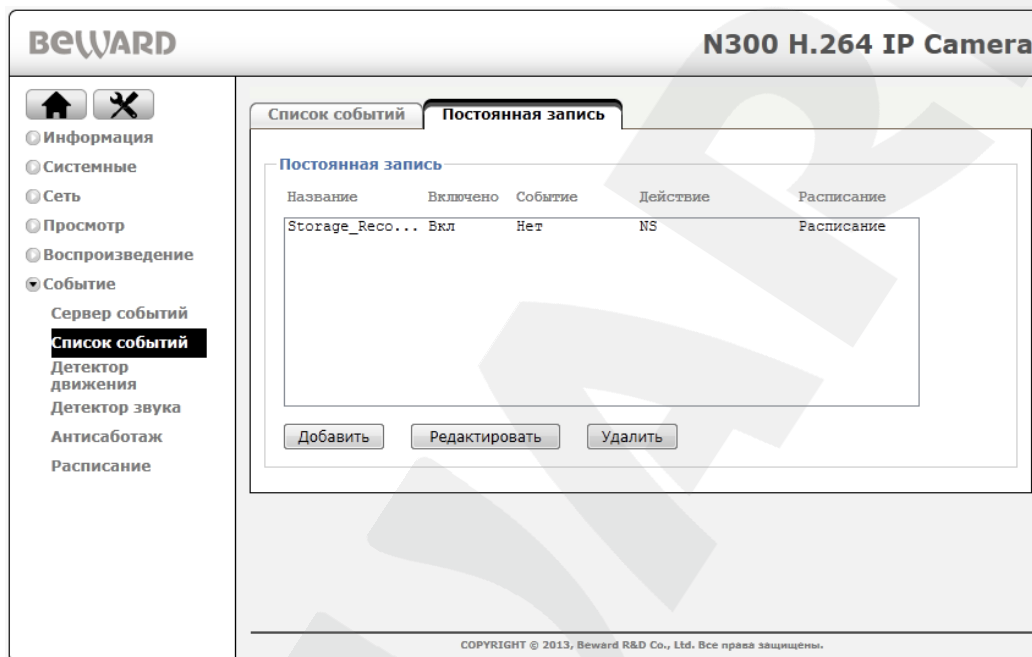 BEWARD
N300 H.264 IP Camera
Информация
Системные
Сеть
Просмотр
Воспроизведение
Событие
Сервер событий
Список событий
Детектор
движения
Детектор звука
Антисаботаж
Расписание
Список событий Постоянная запись
Постоянная запись
Название Включено Событие Действие Расписание
Storage_Reco... Вкл Нет NS Расписание
Добавить Редактировать Удалить
COPYRIGHT © 2013, Beward R&D Co., Ltd. Все права защищены.